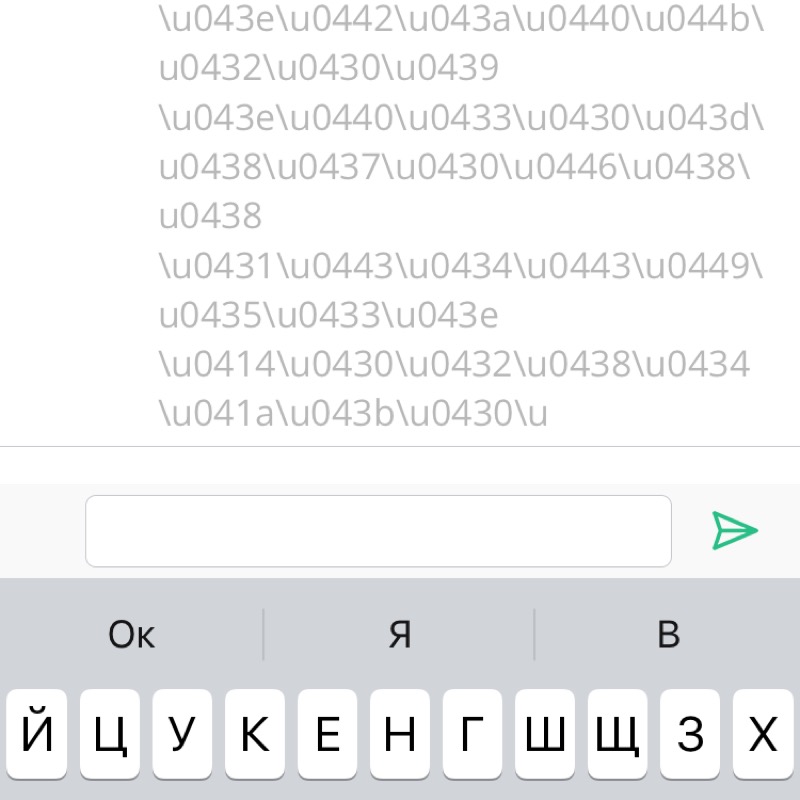 \u043e\u0442\u043a\u0440\u044b\
u0432\u0430\u0439
\u043e\u0440\u0433\u0430\u043d\
u0438\u0437\u0430\u0446\u0438\
u0438
\u0431\u0443\u0434\u0443\u0449\
u0435\u0433\u043e
\u0414\u0430\u0432\u0438\u0434
\u041a\u043b\u0430\u
Ок Я В
Й Ц У К Е Н Г Ш Щ З Х